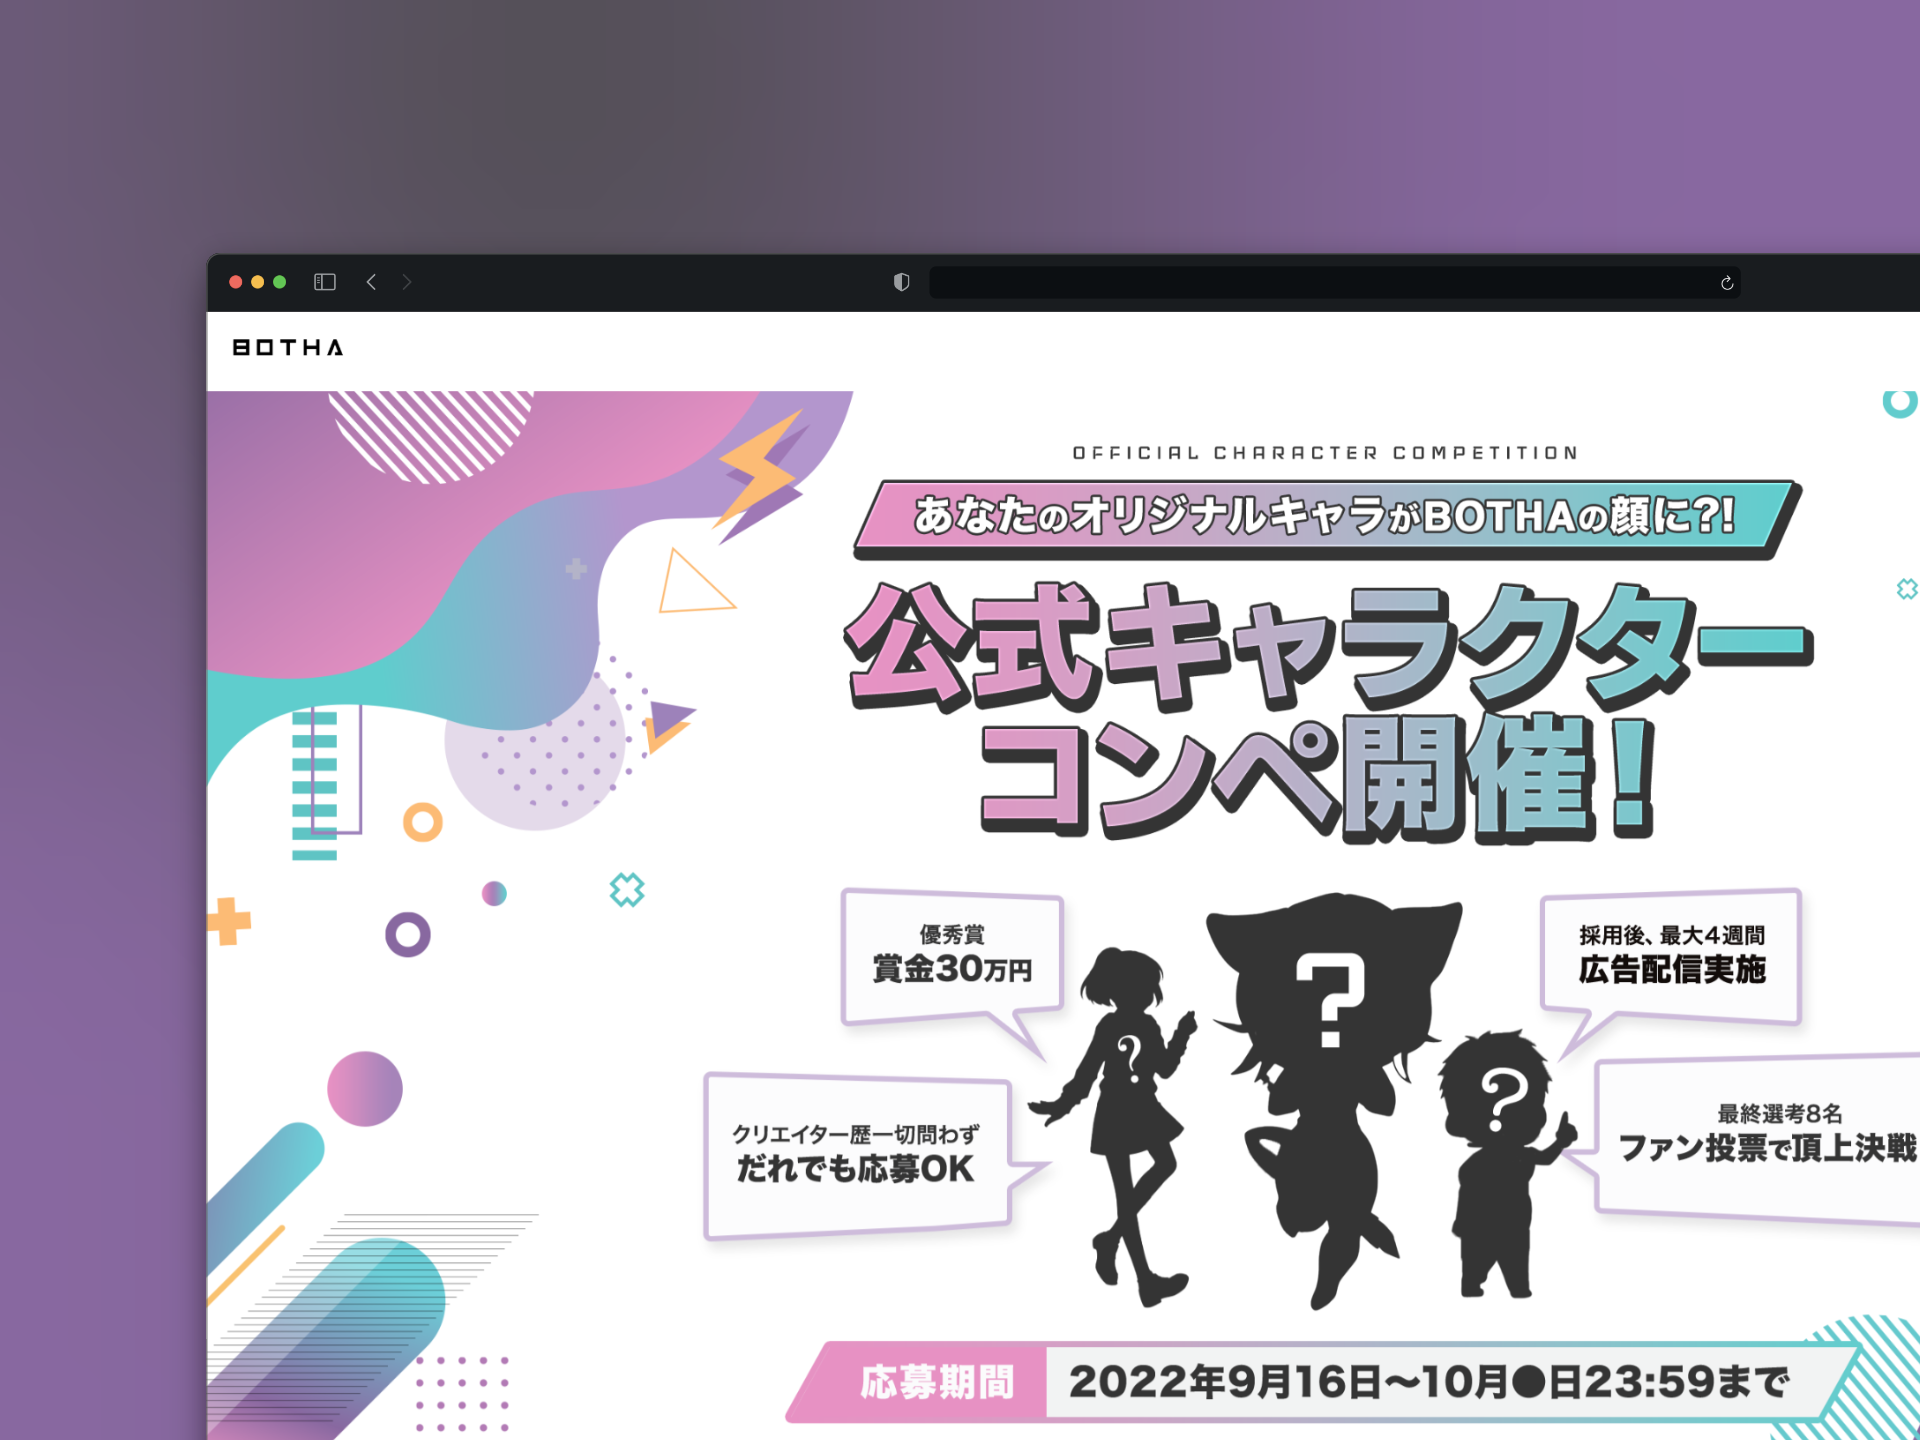 BOTHA
OFFICIAL CHARACTER COMPETITION
あなたのオリジナルキャラがBOTHAの顔に?!
公式キャラクター
コンペ開催！
優秀賞
賞金30万円
採用後、最大4週間
広告配信実施
クリエイター歴一切問わず
だれでも応募OK
最終選考8名
ファン投票で頂上決戦
?
?
?
応募期間
2022年9月16日〜10月●日23:59まで